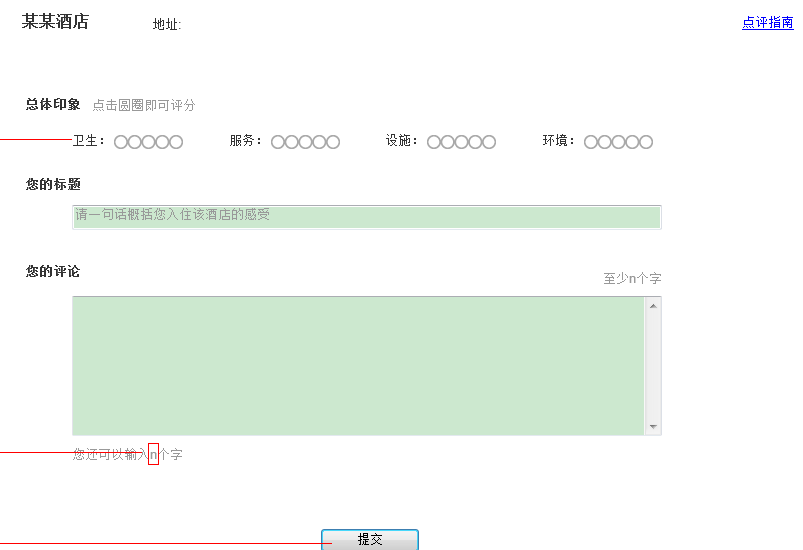 某某酒店 地址: 点评指南
总体印象 点击圆圈即可评分
卫生: 服务: 设施: 环境:
您的标题
请一句话概括您入住该酒店的感受
您的评论 至少n个字
您还可以输入n个字
提交